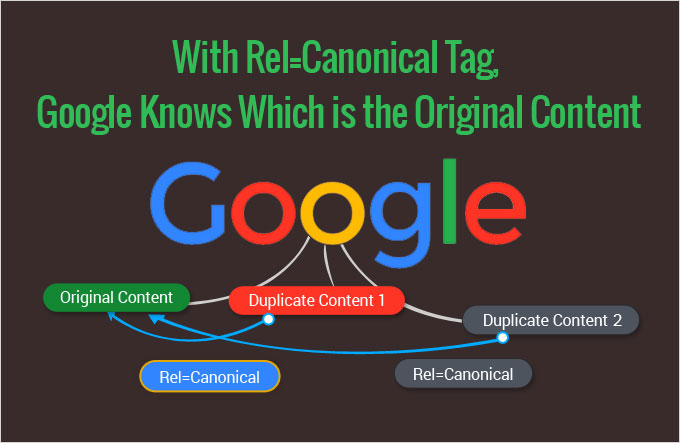 With Rel=Canonical Tag,
Google Knows Which is the Original Content
Google
Original Content
Duplicate Content 1
Duplicate Content 2
Rel=Canonical
Rel=Canonical